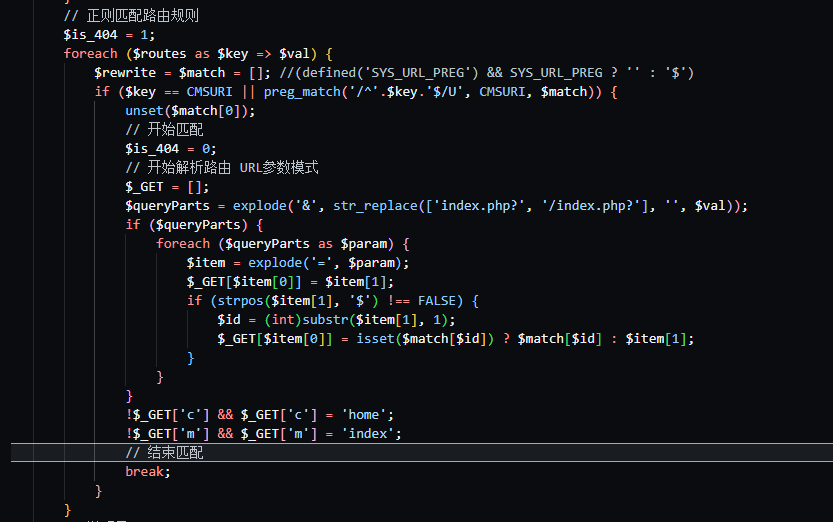 }
// 正则匹配路由规则
$is_404 = 1;
foreach ($routes as $key => $val) {
$rewrite = $match = []; //(defined('SYS_URL_PREG') && SYS_URL_PREG ? '' : '$')
if ($key == CMSURI || preg_match('/^'.$key.'$/U', CMSURI, $match)) {
unset($match[0]);
// 开始匹配
$is_404 = 0;
// 开始解析路由 URL参数模式
$_GET = [];
$queryParts = explode('&', str_replace(['index.php?', '/index.php?'], '', $val));
if ($queryParts) {
foreach ($queryParts as $param) {
$item = explode('=', $param);
$_GET[$item[0]] = $item[1];
if (strpos($item[1], '$') !== FALSE) {
$id = (int)substr($item[1], 1);
$_GET[$item[0]] = isset($match[$id]) ? $match[$id] : $item[1];
}
}
}
!$_GET['c'] && $_GET['c'] = 'home';
!$_GET['m'] && $_GET['m'] = 'index';
// 结束匹配
break;
}
}